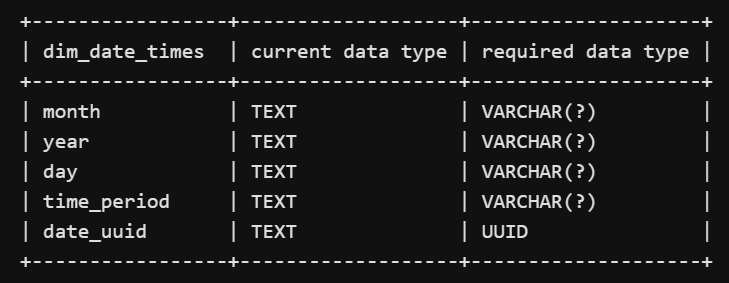 +-----------------+-------------------+--------------------+
| dim_date_times  | current data type | required data type |
+-----------------+-------------------+--------------------+
| month           | TEXT              | VARCHAR(?)         |
| year            | TEXT              | VARCHAR(?)         |
| day             | TEXT              | VARCHAR(?)         |
| time_period     | TEXT              | VARCHAR(?)         |
| date_uuid       | TEXT              | UUID               |
+-----------------+-------------------+--------------------+